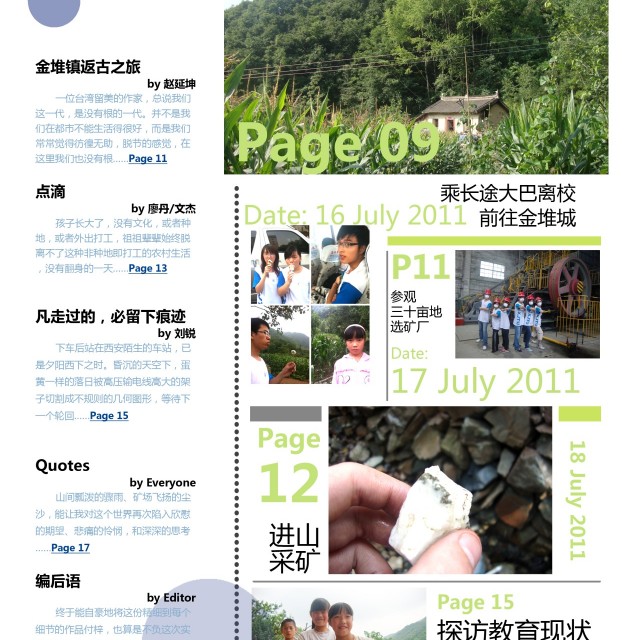 金堆镇返古之旅
by 赵延坤
一位台湾留美的作家，总说我们
这一代，是没有根的一代。并不是我
们在都市不能生活得很好，而是我们
常常觉得彷徨无助，脱节的感觉，在
这里我们也没有根......Page 11
点滴
by 廖丹/文杰
孩子长大了，没有文化，或者种
地，或者外出打工，祖祖辈辈始终脱
离不了这种非种地即打工的农村生活
，没有翻身的一天......Page 13
凡走过的，必留下痕迹
by 刘锐
下车后站在西安陌生的车站，已
是夕阳西下之时。昏沉的天空下，蛋
黄一样的落日被高压输电线高大的架
子切割成不规则的几何图形，等待下
一个轮回......Page 15
Quotes
by Everyone
山间瓢泼的骤雨、矿场飞扬的尘
沙，能让我对这个世界再次陷入欣慰
的期望、悲痛的怜悯，和深深的思考
......Page 17
编后语
by Editor
终于能自豪地将这份精细到每个
细节的作品付梓，也算是不负这次实
Page 09
乘长途大巴离校
Date: 16 July 2011
前往金堆城
P11
参观
三十亩地
选矿厂
Date:
17 July 2011
Page
12
进山
采矿
18 July 2011
Page 15
探访教育现状